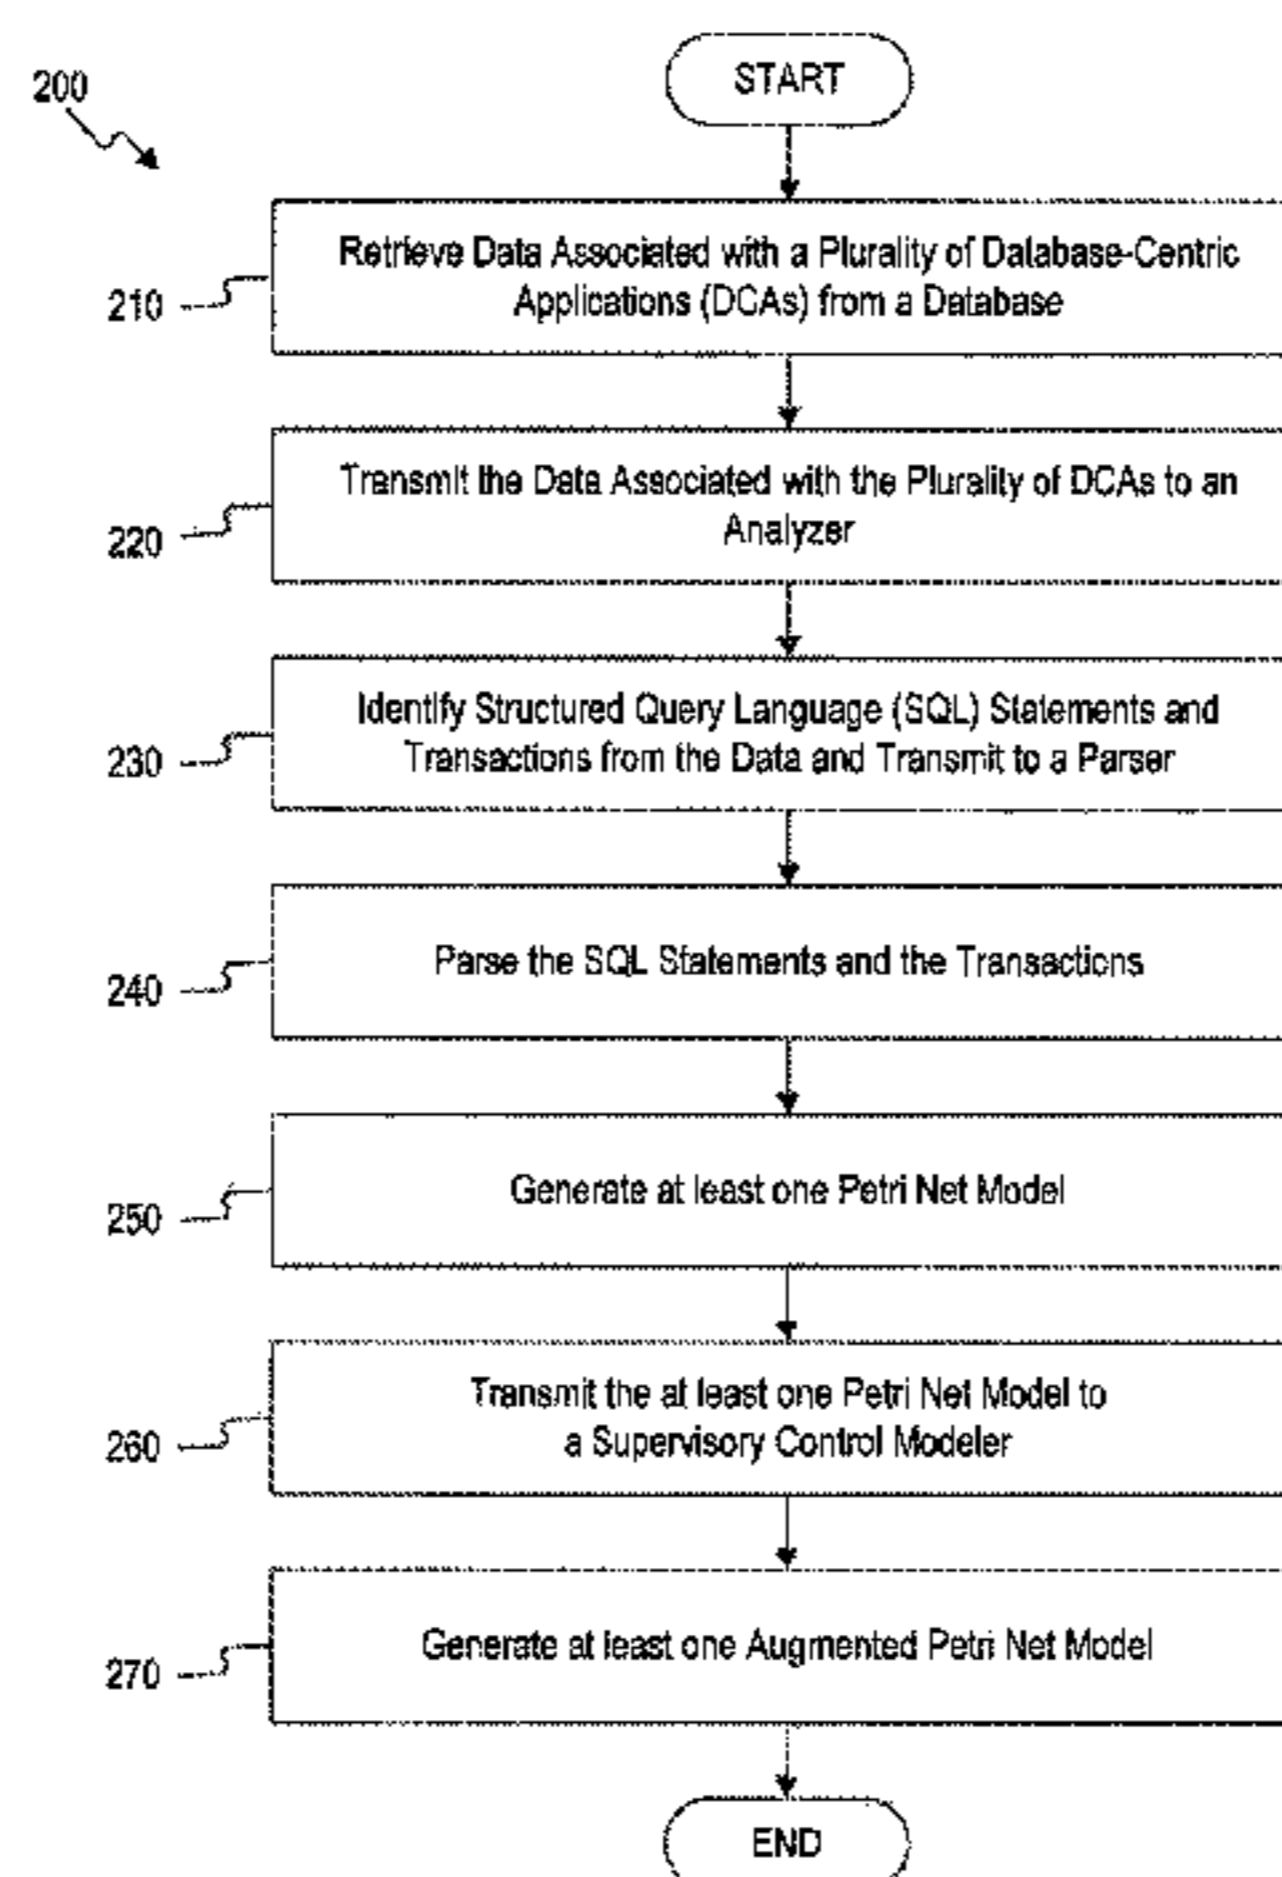 200
START
Retrieve Data Associated with a Plurality of Database-Centric
Applications (DCAs) from a Database
210
Transmit the Data Associated with the Plurality of DCAs to an
Analyzer
220
Identify Structured Query Language (SQL) Statements and
Transactions from the Data and Transmit to a Parser
230
Parse the SQL Statements and the Transactions
240
Generate at least one Petri Net Model
250
Transmit the at least one Petri Net Model to
a Supervisory Control Modeler
260
Generate at least one Augmented Petri Net Model
270
END